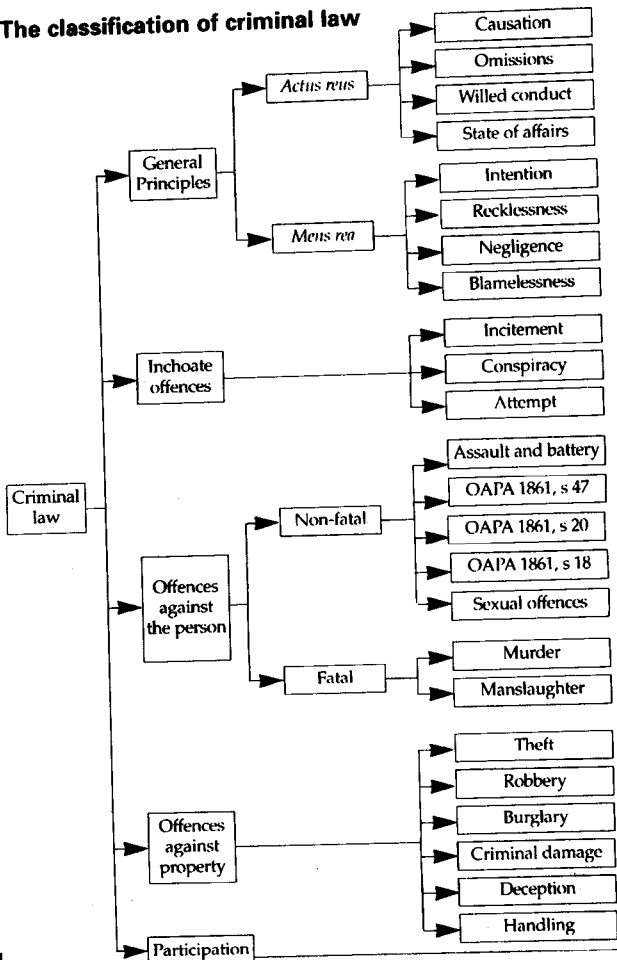 The classification of criminal law
Causation
Omissions
Actus reus
Willed conduct
State of affairs
General
Principles
Intention
Recklessness
Mens rea
Negligence
Blamelessness
Incitement
Inchoate
offences
Conspiracy
Attempt
Assault and battery
OAPA 1861, s 47
Criminal
law
Non-fatal
OAPA 1861, s 20
OAPA 1861, s 18
Offences
against
the person
Sexual offences
Murder
Fatal
Manslaughter
Theft
Robbery
Offences
against
property
Burglary
Criminal damage
Deception
Handling
Participation